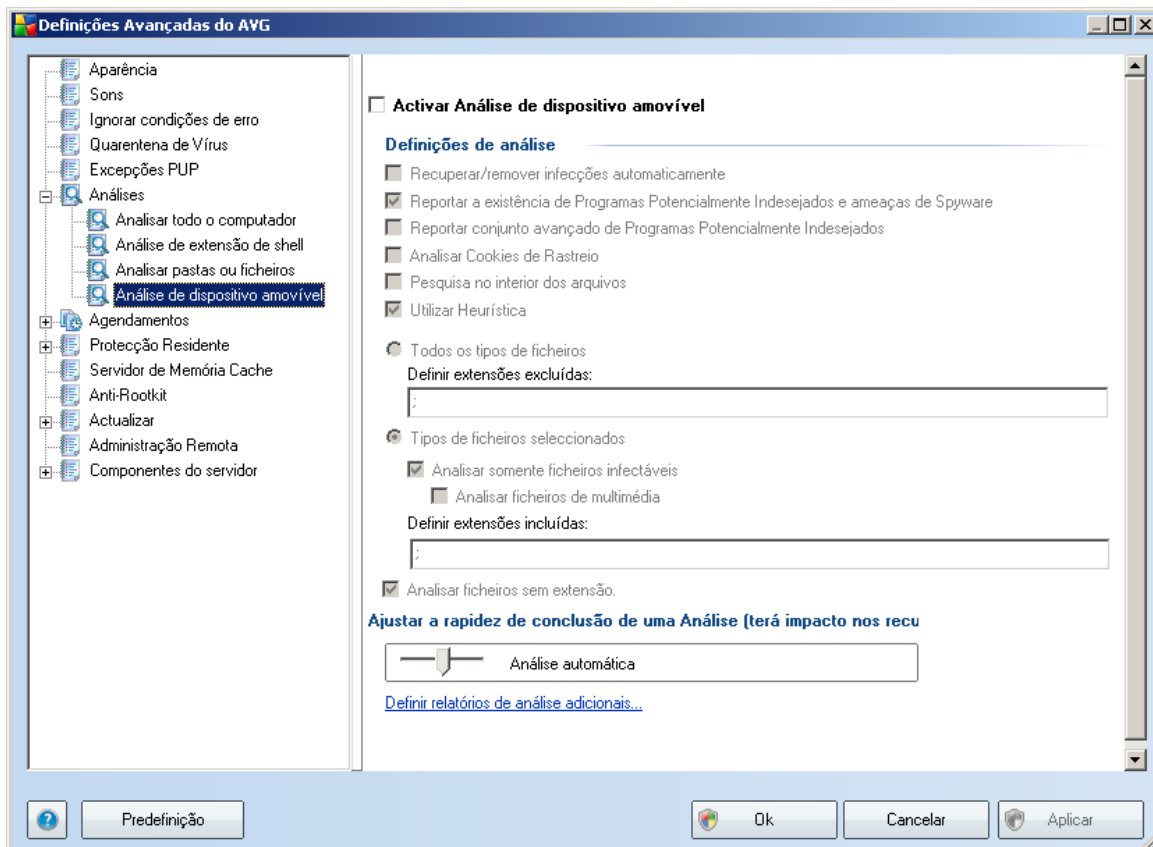 Definições Avançadas do AVG
Aparência
Sons
Ignorar condições de erro
Quarentena de Vírus
Excepções PUP
Análises
Analisar todo o computador
Análise de extensão de shell
Analisar pastas ou ficheiros
Análise de dispositivo amovível
Agendamentos
Protecção Residente
Servidor de Memória Cache
Anti-Rootkit
Actualizar
Administração Remota
Componentes do servidor
Activar Análise de dispositivo amovível
Definições de análise
Recuperar/remover infecções automaticamente
Reportar a existência de Programas Potencialmente Indesejados e ameaças de Spyware
Reportar conjunto avançado de Programas Potencialmente Indesejados
Analisar Cookies de Rastreio
Pesquisa no interior dos arquivos
Utilizar Heurística
Todos os tipos de ficheiros
Definir extensões excluídas:
;
Tipos de ficheiros seleccionados
Analisar somente ficheiros infectáveis
Analisar ficheiros de multimédia
Definir extensões incluídas:
;
Analisar ficheiros sem extensão.
Ajustar a rapidez de conclusão de uma Análise (terá impacto nos recu
Análise automática
Definir relatórios de análise adicionais...
Predefinição
Ok
Cancelar
Aplicar